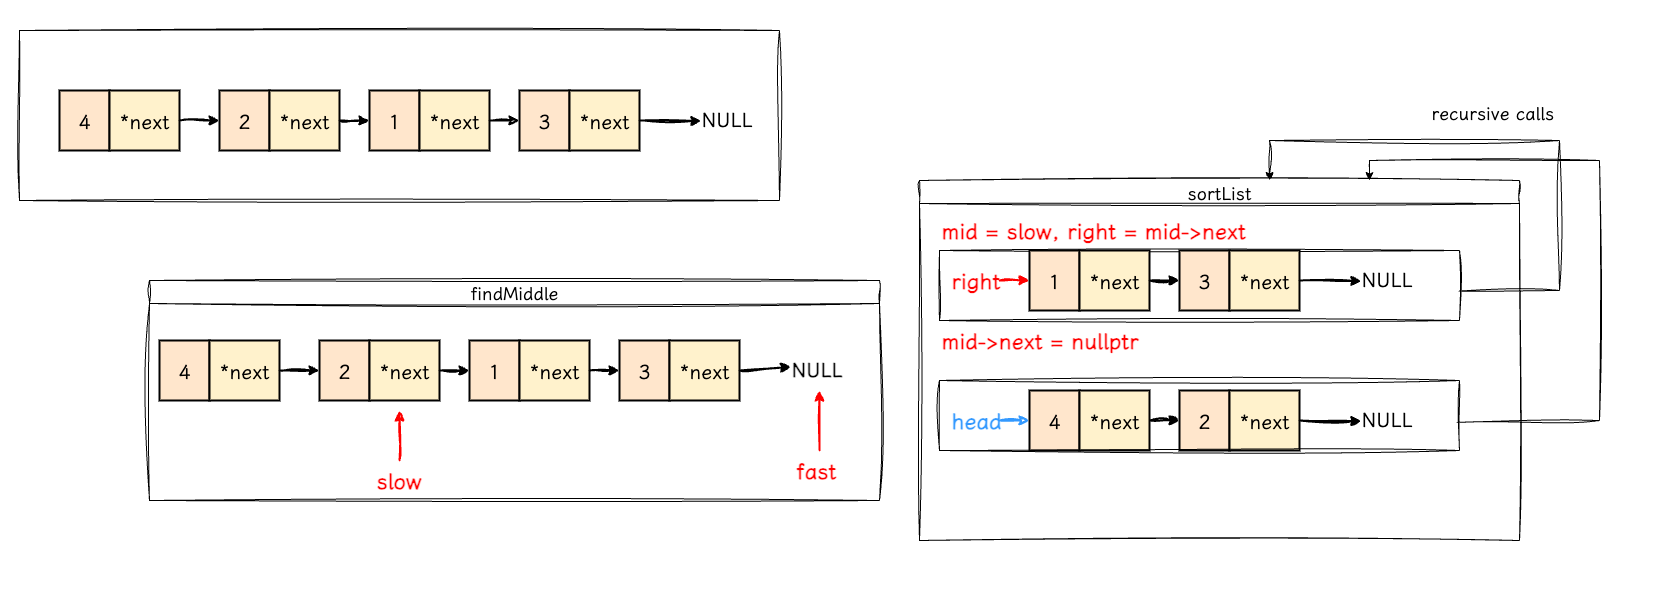 4 *next 2 *next 1 *next 3 *next NULL
findMiddle
4 *next 2 *next 1 *next 3 *next NULL
slow
fast
recursive calls
sortList
mid = slow, right = mid->next
right 1 *next 3 *next NULL
mid->next = nullptr
head 4 *next 2 *next NULL